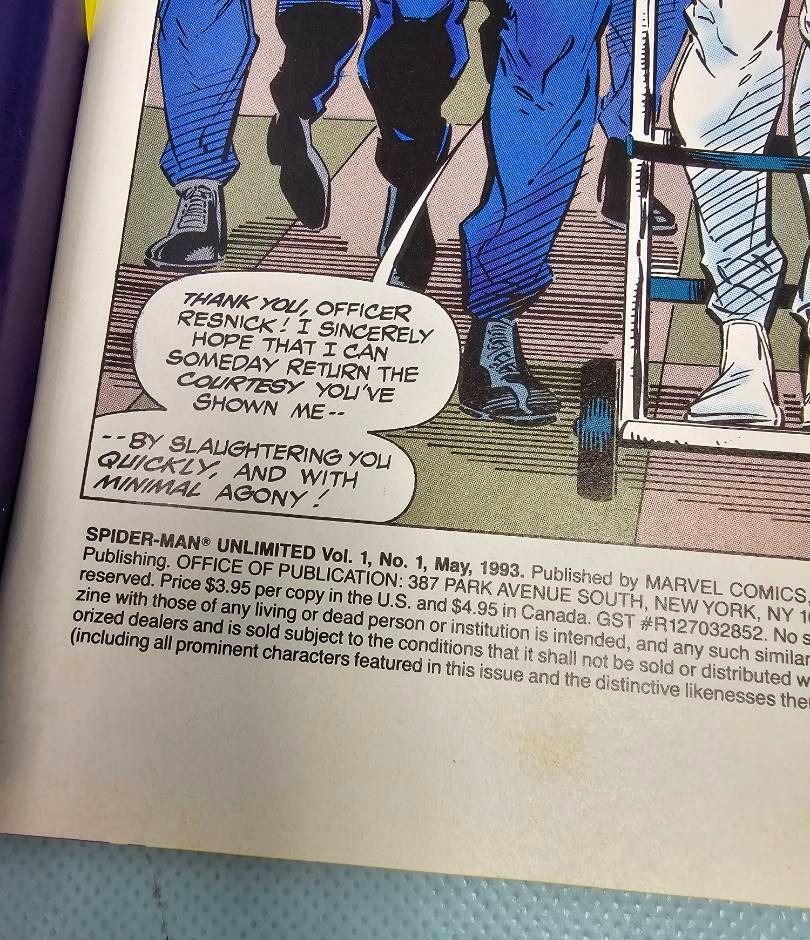 THANK YOU, OFFICER
RESNICK! I SINCERELY
HOPE THAT I CAN
SOMEDAY RETURN THE
COURTESY YOU'VE
SHOWN ME--
--BY SLAUGHTERING YOU
QUICKLY, AND WITH
MINIMAL AGONY!
SPIDER-MAN® UNLIMITED Vol. 1, No. 1, May, 1993. Published by MARVEL COMICS,
Publishing. OFFICE OF PUBLICATION: 387 PARK AVENUE SOUTH, NEW YORK, NY
reserved. Price $3.95 per copy in the U.S. and $4.95 in Canada. GST #R127032852. No
zine with those of any living or dead person or institution is intended, and any such
orized dealers and is sold subject to the conditions that it shall not be sold or distributed
(including all prominent characters featured in this issue and the distinctive likenesses